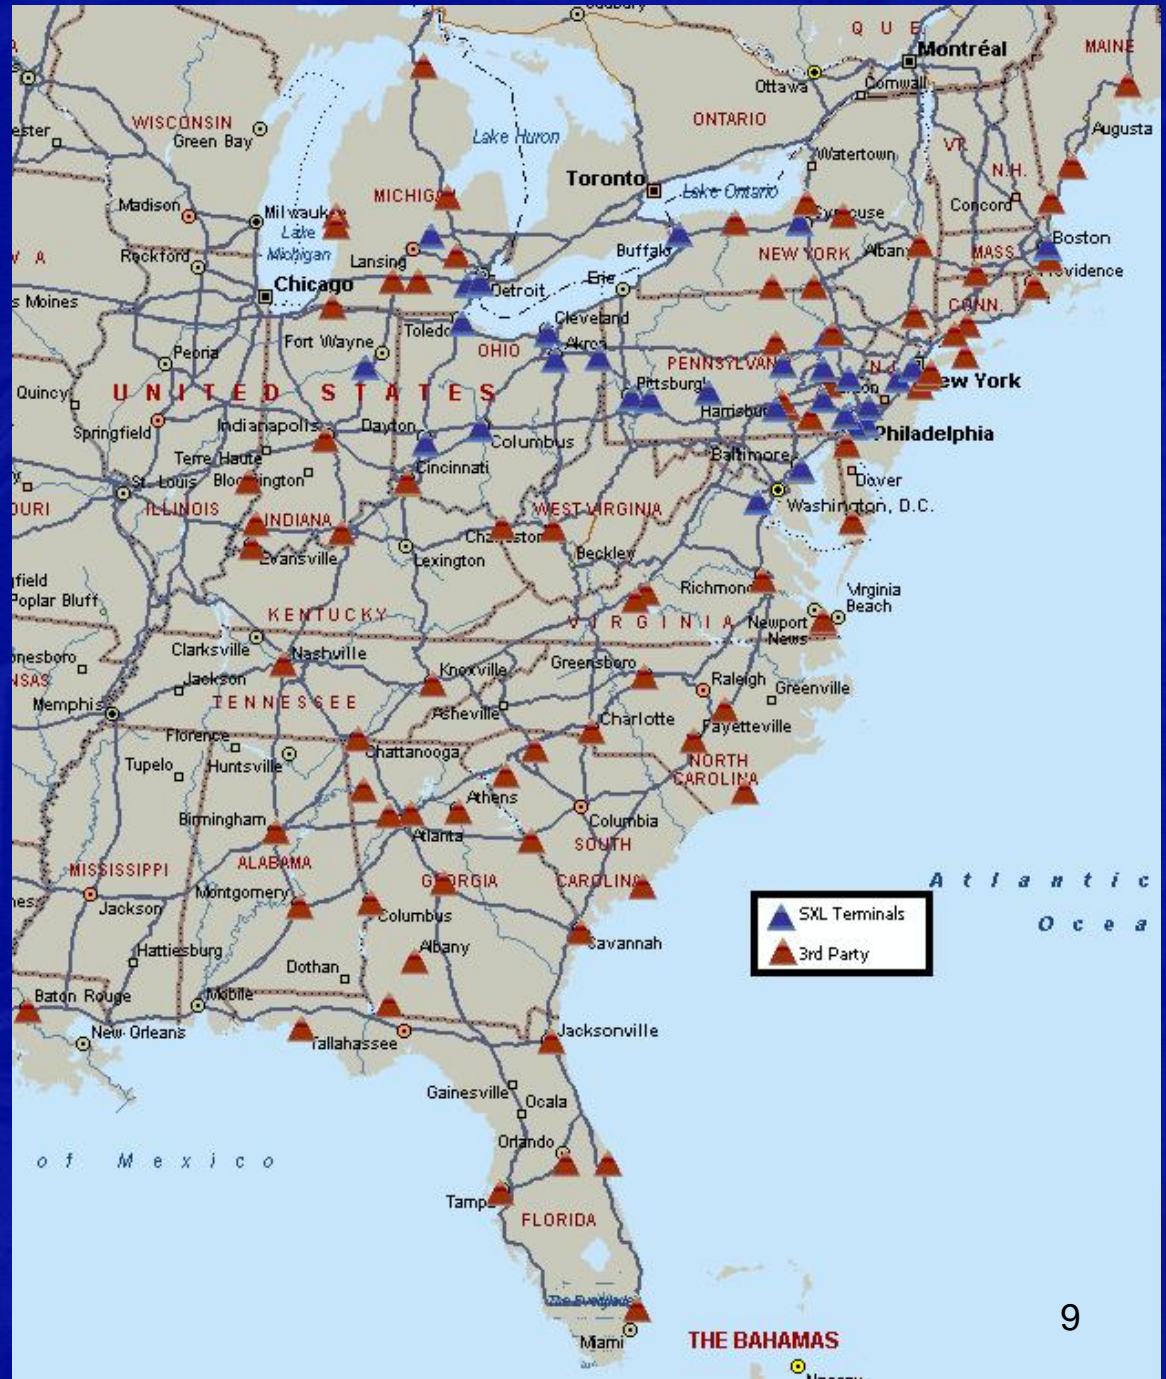 QUE
Montréal
MAINE
Ottawa
Cornwall
WISCONSIN
Green Bay
ONTARIO
Lake Huron
Augusta
VT.
Watertown
N.H.
Toronto
Lake Ontario
MICHIGAN
Concord
Madison
Milwaukee
Lake
Michigan
Syracuse
Boston
Buffalo
NEW YORK
Albany
MASS
Rockford
Lansing
Providence
Chicago
Detroit
Erie
CONN.
s Moines
Toledo
Cleveland
Fort Wayne
OHIO
Akron
Peoria
PENNSYLVAN
N.J.
New York
Quincy
UNITED STATES
Pittsburgh
Harrisburg
Springfield
Indianapolis
Dayton
Columbus
Philadelphia
Terre Haute
Baltimore
Cincinnati
Bloomington
Dover
St. Louis
OURI
ILLINOIS
WEST VIRGINIA
Washington, D.C.
INDIANA
Charleston
Evansville
Lexington
Beckley
gfield
Richmond
Virginia
Beach
Poplar Bluff
KENTUCKY
VIRGINIA
Newport
News
Clarksville
Nashville
Greensboro
onesboro
Knoxville
NSAS
Jackson
Raleigh
Greenville
Memphis
TENNESSEE
Asheville
Charlotte
Fayetteville
Florence
Chattanooga
Tupelo
Huntsville
NORTH
CAROLINA
Athens
Birmingham
Atlanta
Columbia
SOUTH
CAROLINA
MISSISSIPPI
ALABAMA
GEORGIA
Atlantic
Ocea
Montgomery
Jackson
Columbus
SXL Terminals
3rd Party
Hattiesburg
Albany
Savannah
Dothan
Baton Rouge
Mobile
New Orleans
Tallahassee
Jacksonville
Gainesville
Ocala
Orlando
of Mexico
Tampa
FLORIDA
The Everglades
9
Miami
THE BAHAMAS